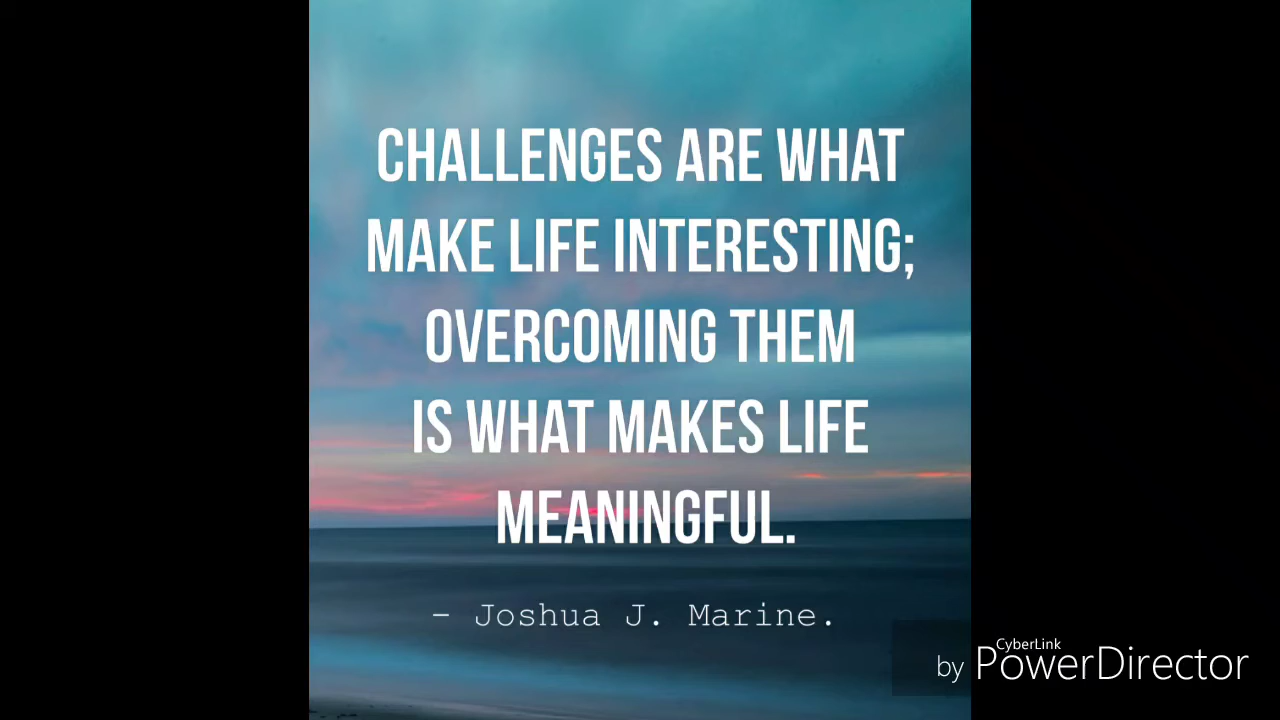 CHALLENGES ARE WHAT
MAKE LIFE INTERESTING;
OVERCOMING THEM
IS WHAT MAKES LIFE
MEANINGFUL.
- Joshua J. Marine.
CyberLink
by PowerDirector